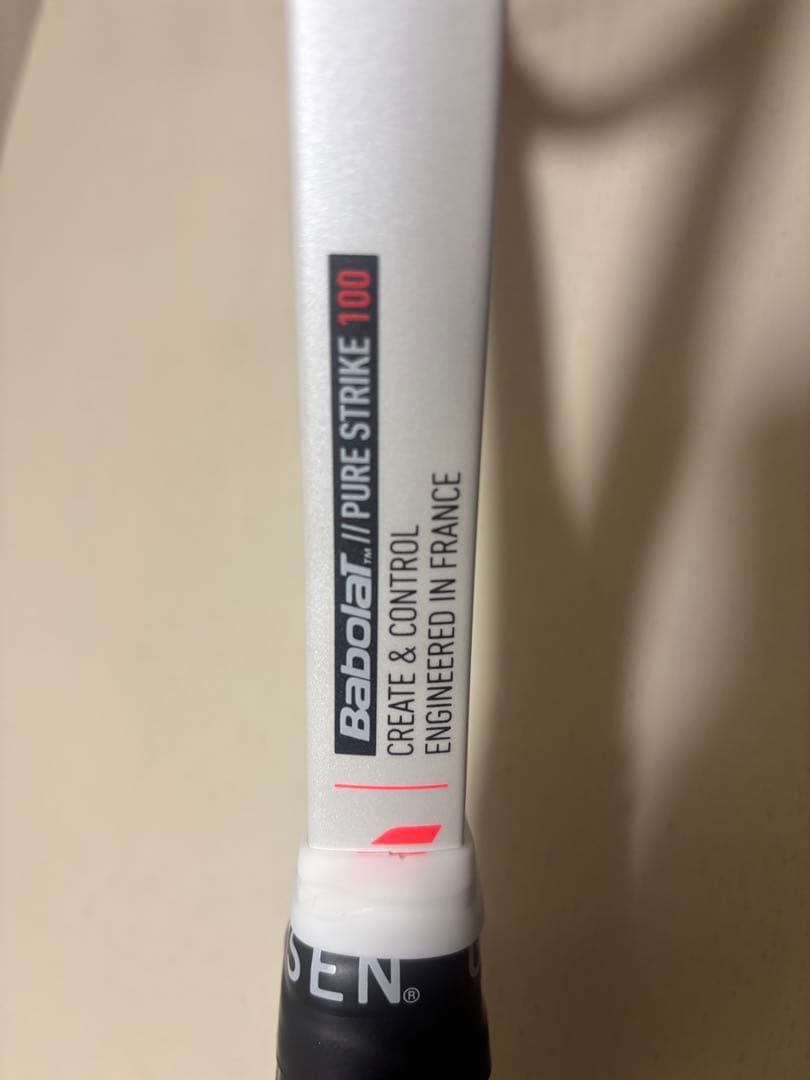 BabolaT™ // PURE STRIKE 100
CREATE & CONTROL
ENGINEERED IN FRANCE
SEN®